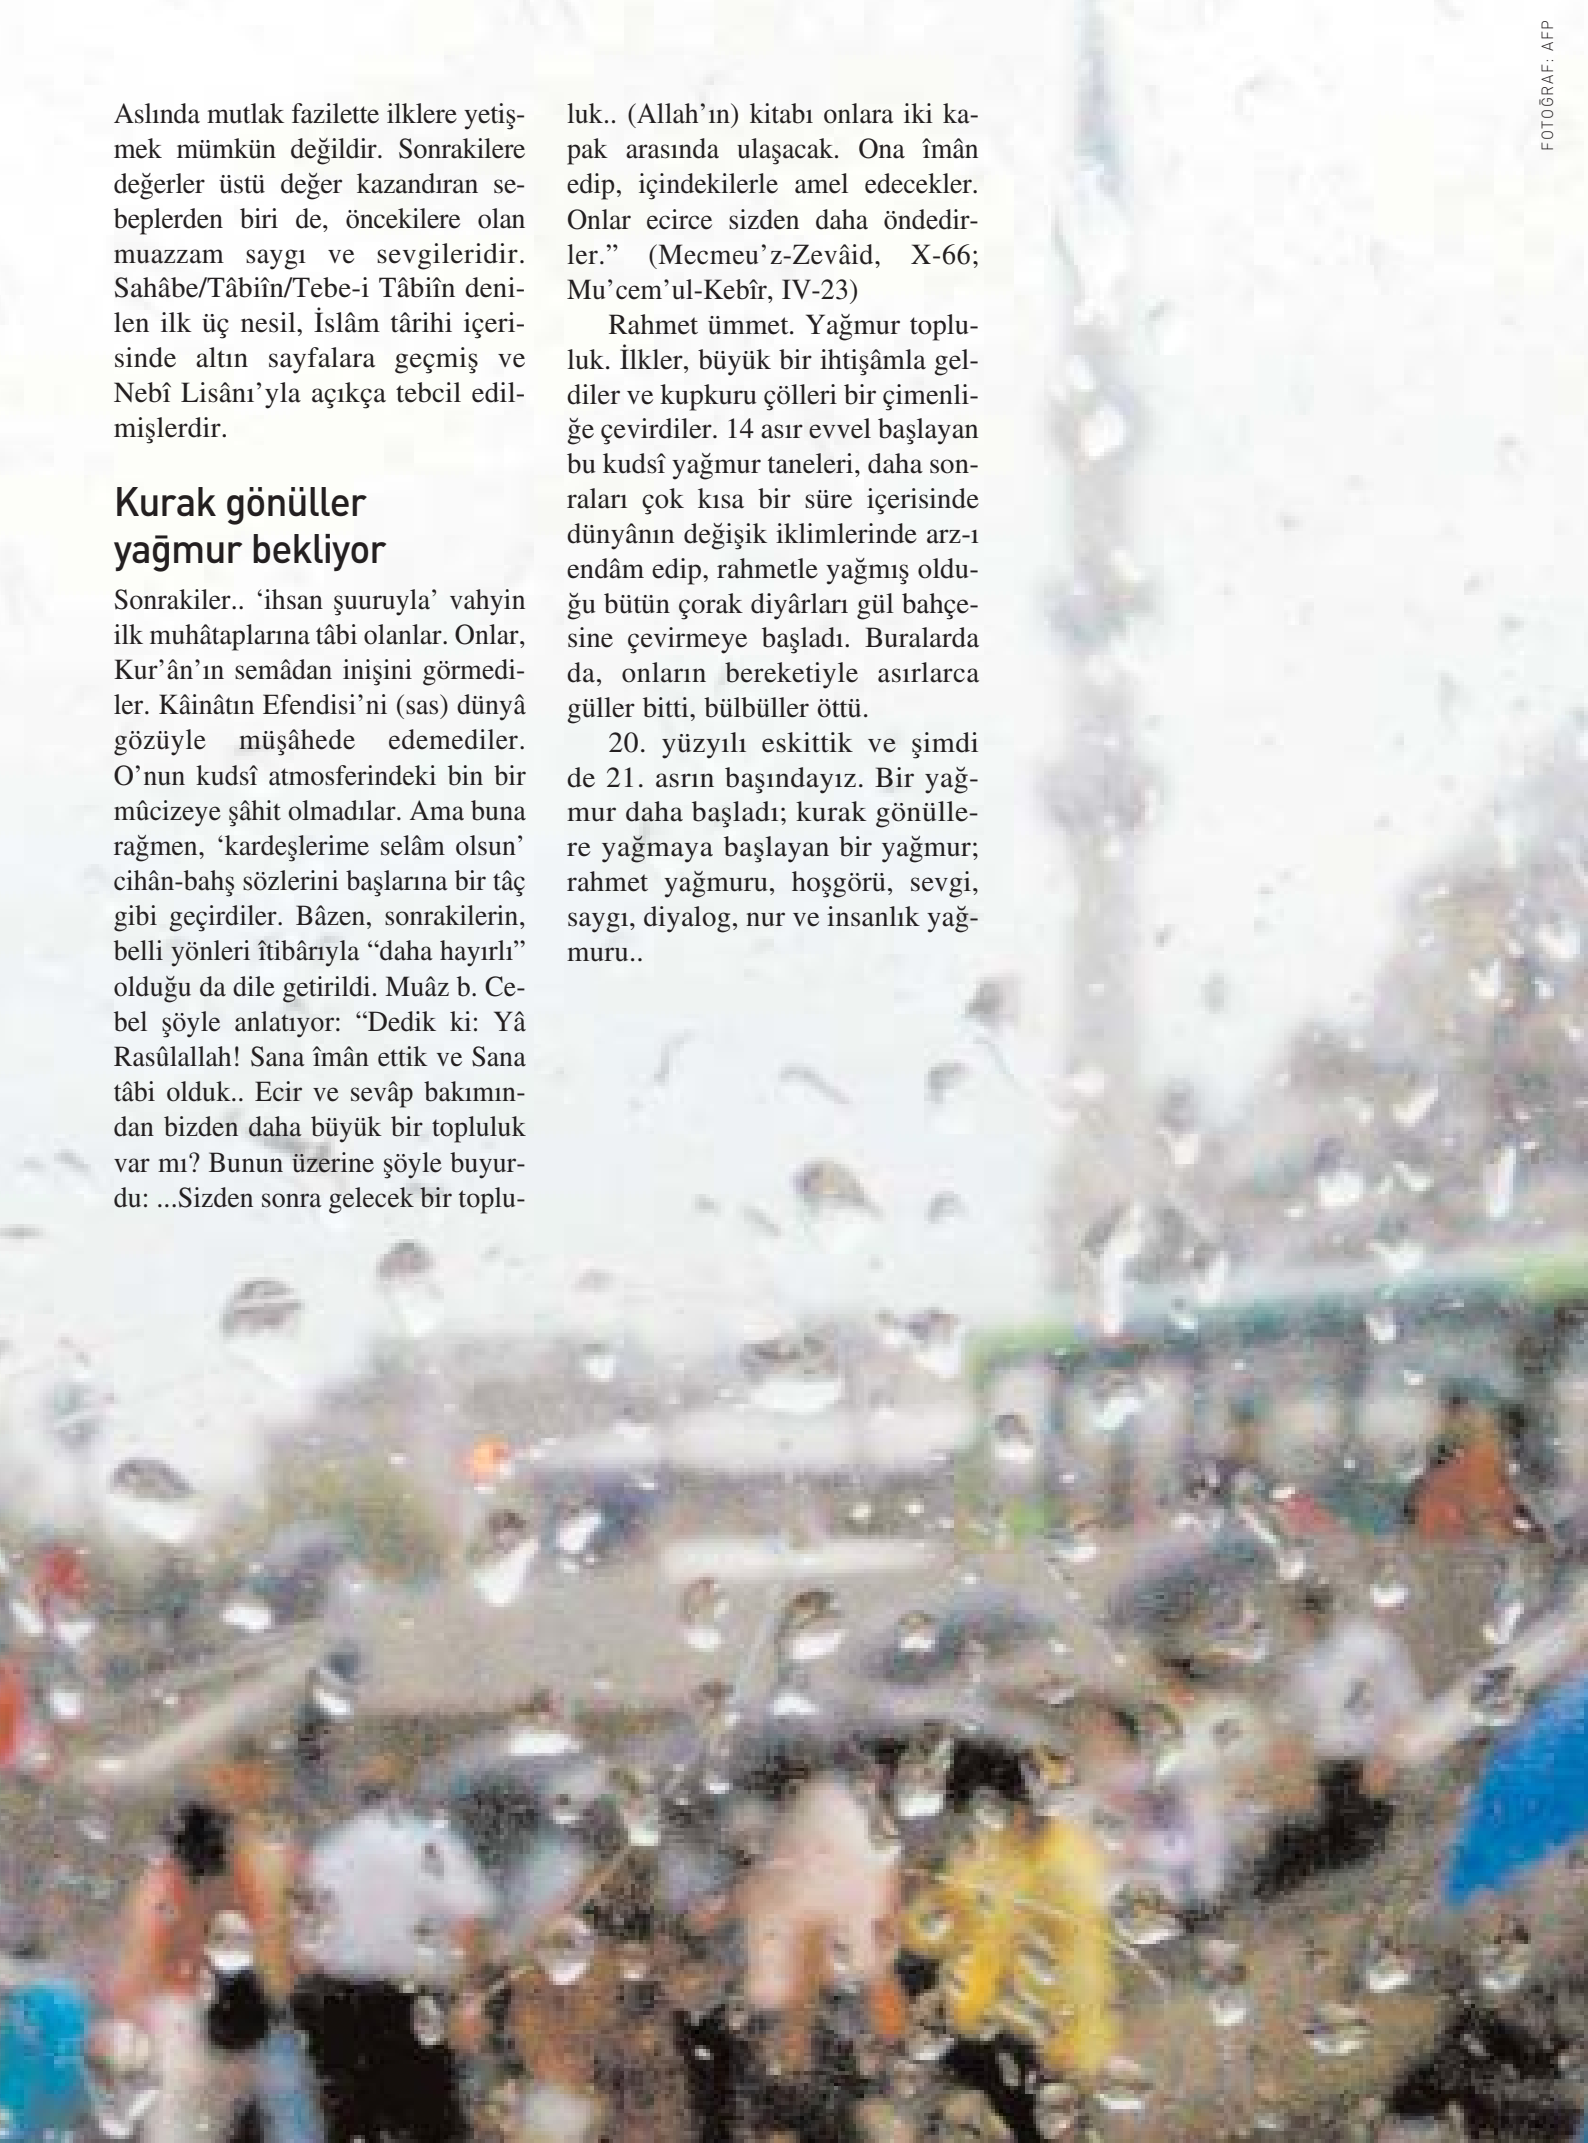 Aslında mutlak fazilette ilklere yetiş-
mek mümkün değildir. Sonrakilere
değerler üstü değer kazandıran se-
beplerden biri de, öncekilere olan
muazzam saygı ve sevgileridir.
Sahâbe/Tâbiîn/Tebe-i Tâbiîn deni-
len ilk üç nesil, İslâm târihi içeri-
sinde altın sayfalara geçmiş ve
Nebî Lisânı’yla açıkça tebcil edil-
mişlerdir.
Kurak gönüller
yağmur bekliyor
Sonrakiler.. ‘ihsan şuuruyla’ vahyin
ilk muhâtaplarına tâbi olanlar. Onlar,
Kur’ân’ın semâdan inişini görmedi-
ler. Kâinâtın Efendisi’ni (sas) dünyâ
gözüyle müşâhede edemediler.
O’nun kudsî atmosferindeki bin bir
mûcizeye şâhit olmadılar. Ama buna
rağmen, ‘kardeşlerime selâm olsun’
cihân-bahş sözlerini başlarına bir tâç
gibi geçirdiler. Bâzen, sonrakilerin,
belli yönleri îtibârıyla “daha hayırlı”
olduğu da dile getirildi. Muâz b. Ce-
bel şöyle anlatıyor: “Dedik ki: Yâ
Rasûlallah! Sana îmân ettik ve Sana
tâbi olduk.. Ecir ve sevâp bakımın-
dan bizden daha büyük bir topluluk
var mı? Bunun üzerine şöyle buyur-
du: ...Sizden sonra gelecek bir toplu-
luk.. (Allah’ın) kitabı onlara iki ka-
pak arasında ulaşacak. Ona îmân
edip, içindekilerle amel edecekler.
Onlar ecirce sizden daha öndedir-
ler.” (Mecmeu’z-Zevâid, X-66;
Mu’cem’ul-Kebîr, IV-23)
Rahmet ümmet. Yağmur toplu-
luk. İlkler, büyük bir ihtişâmla gel-
diler ve kupkuru çölleri bir çimenli-
ğe çevirdiler. 14 asır evvel başlayan
bu kudsî yağmur taneleri, daha son-
raları çok kısa bir süre içerisinde
dünyânın değişik iklimlerinde arz-ı
endâm edip, rahmetle yağmış oldu-
ğu bütün çorak diyârları gül bahçe-
sine çevirmeye başladı. Buralarda
da, onların bereketiyle asırlarca
güller bitti, bülbüller öttü.
20. yüzyılı eskittik ve şimdi
de 21. asrın başındayız. Bir yağ-
mur daha başladı; kurak gönülle-
re yağmaya başlayan bir yağmur;
rahmet yağmuru, hoşgörü, sevgi,
saygı, diyalog, nur ve insanlık yağ-
muru..
FOTOĞRAF: AFP